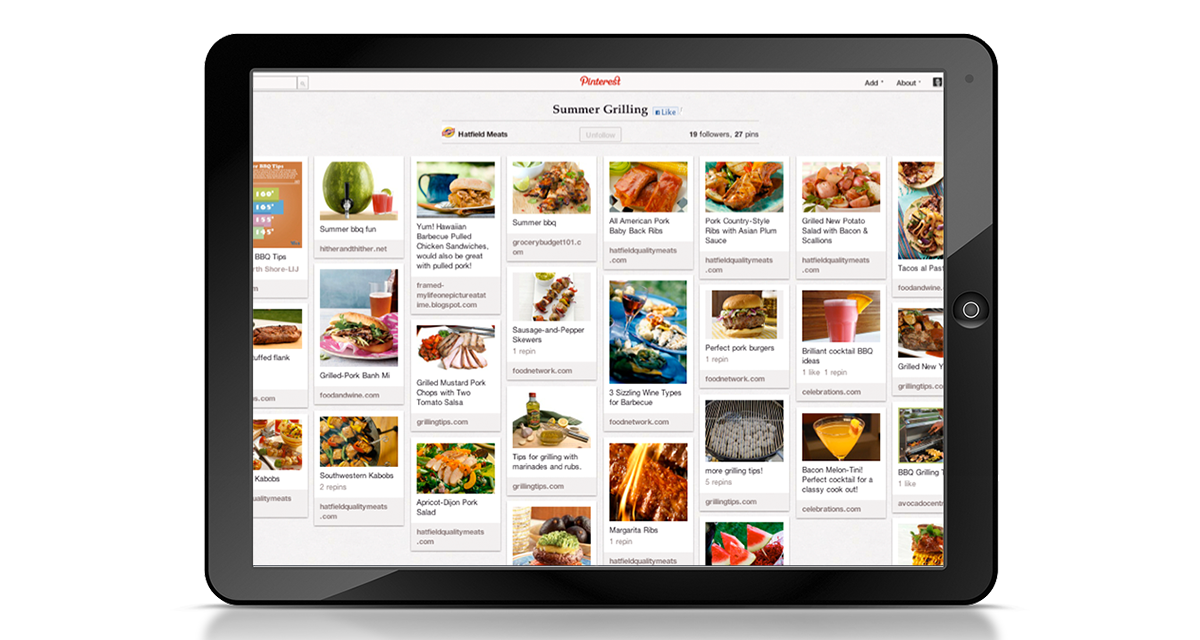 Pinterest
Add
About
Summer Grilling
Like
Hatfield Meats
Unfollow
19 followers, 27 pins
BBQ Tips
BBQ Tips
rth Shore-LIJ
om
uffed flank
s.com
Kabobs
qualitymeats
Summer bbq fun
hitherandthither.net
Grilled-Pork Banh Mi
foodandwine.com
Southwestern Kabobs
2 repins
hatfieldqualitymeats
.com
Yum! Hawaiian
Barbecue Pulled
Chicken Sandwiches,
would also be great
with pulled pork!
framed-
mylifeonepictureatat
ime.blogspot.com
Grilled Mustard Pork
Chops with Two
Tomato Salsa
grillingtips.com
Apricot-Dijon Pork
Salad
hatfieldqualitymeats
.com
Summer bbq
grocerybudget101.c
om
Sausage-and-Pepper
Skewers
1 repin
foodnetwork.com
Tips for grilling with
marinades and rubs.
grillingtips.com
All American Pork
Baby Back Ribs
hatfieldqualitymeats
.com
3 Sizzling Wine Types
for Barbecue
foodnetwork.com
Margarita Ribs
1 repin
hatfieldqualitymeats
Pork Country-Style
Ribs with Asian Plum
Sauce
hatfieldqualitymeats
.com
Perfect pork burgers
1 repin
foodnetwork.com
more grilling tips!
5 repins
grillingtips.com
Grilled New Potato
Salad with Bacon &
Scallions
hatfieldqualitymeats
.com
Brilliant cocktail BBQ
ideas
1 like 1 repin
celebrations.com
Bacon Melon-Tini!
Perfect cocktail for a
classy cook out!
celebrations.com
Tacos al Past
foodandwine.
Grilled New Y
grillingtips.c
BBQ Grilling T
1 like
avocadocentr